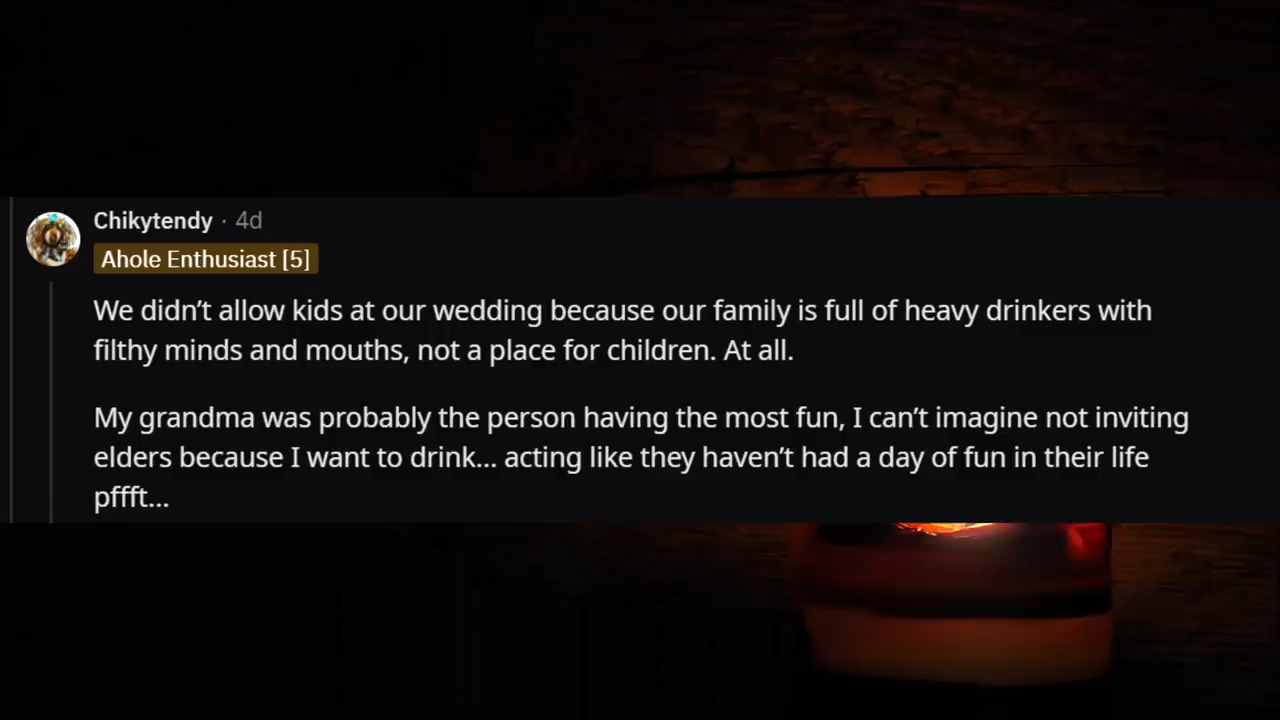 Chikytendy · 4d
Ahole Enthusiast [5]
We didn’t allow kids at our wedding because our family is full of heavy drinkers with
filthy minds and mouths, not a place for children. At all.
My grandma was probably the person having the most fun, I can’t imagine not inviting
elders because I want to drink... acting like they haven’t had a day of fun in their life
pffft...